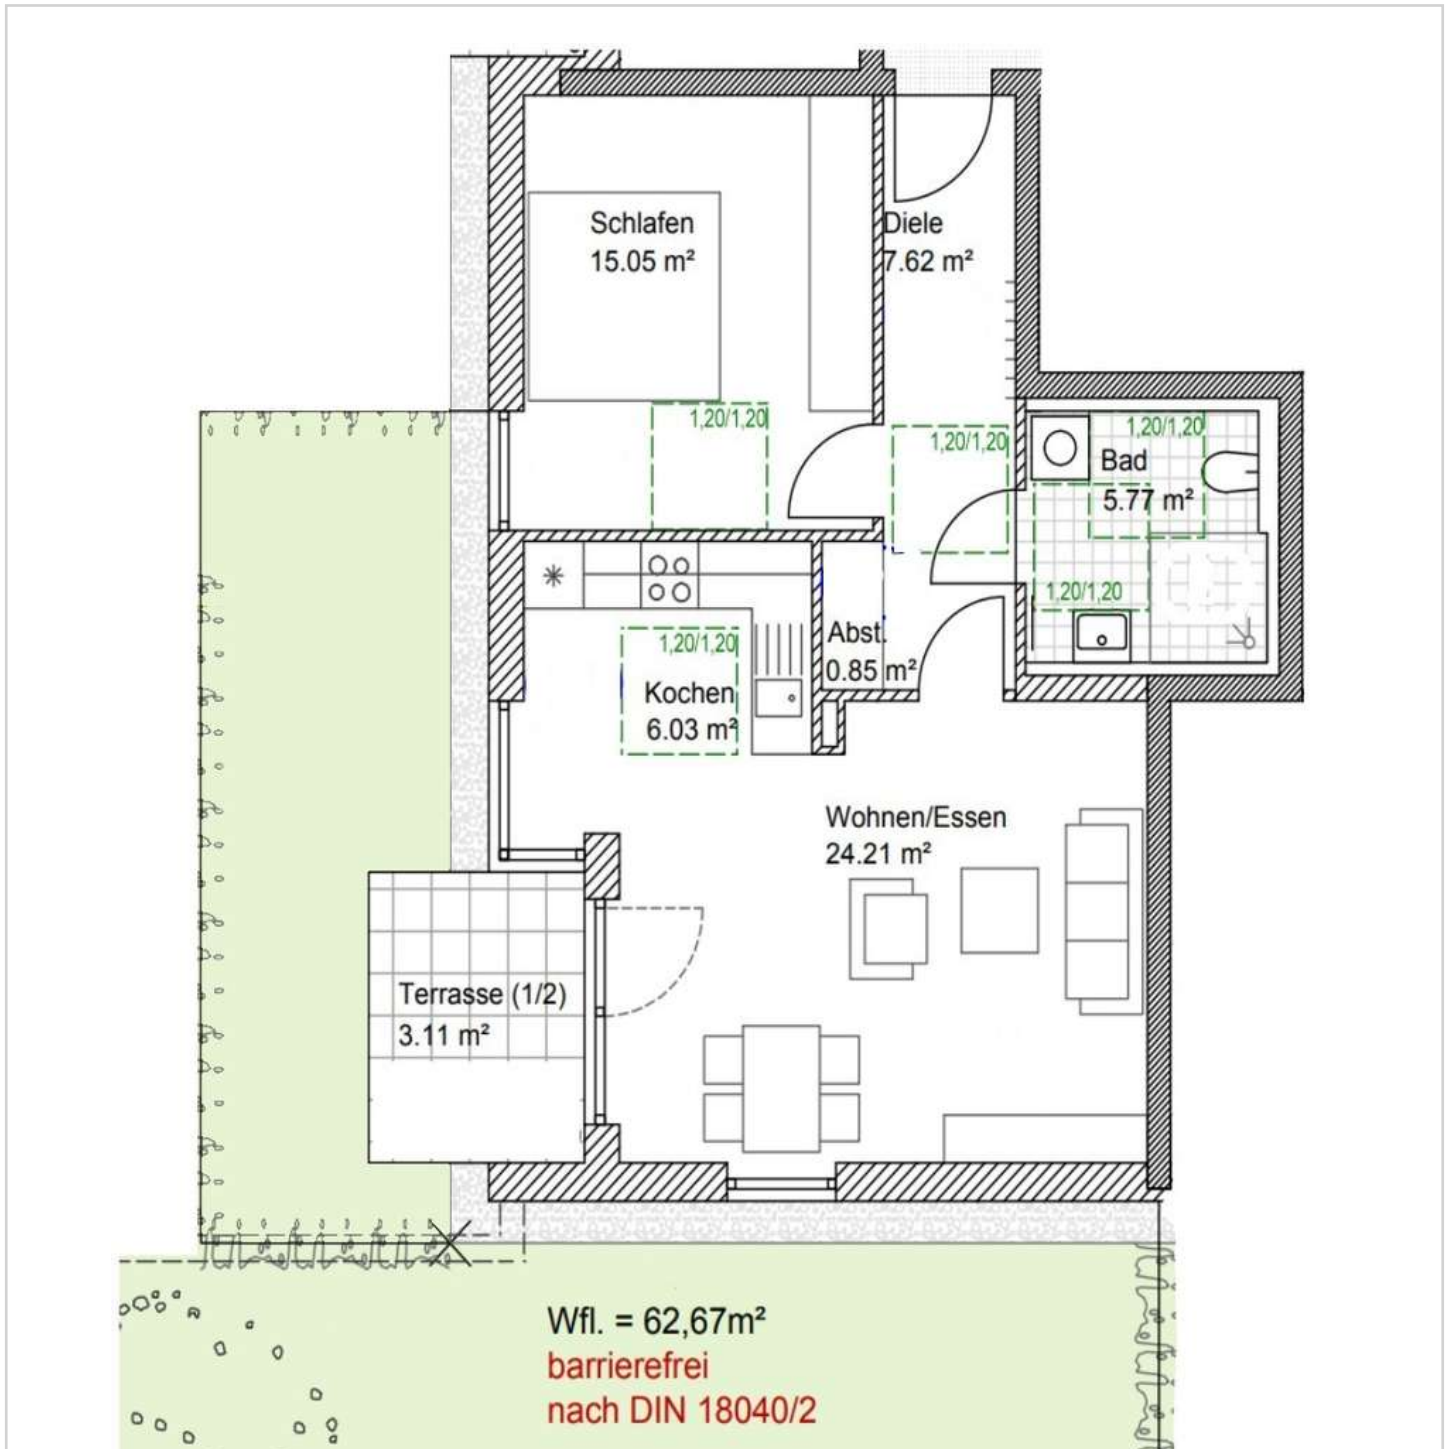 Schlafen
15.05 m²
Diele
7.62 m²
1,20/1,20
1,20/1,20
1,20/1,20
Bad
5.77 m²
1,20/1,20
1,20/1,20
Kochen
6.03 m²
Abst.
0.85 m²
Wohnen/Essen
24.21 m²
Terrasse (1/2)
3.11 m²
Wfl. = 62,67m²
barrierefrei
nach DIN 18040/2